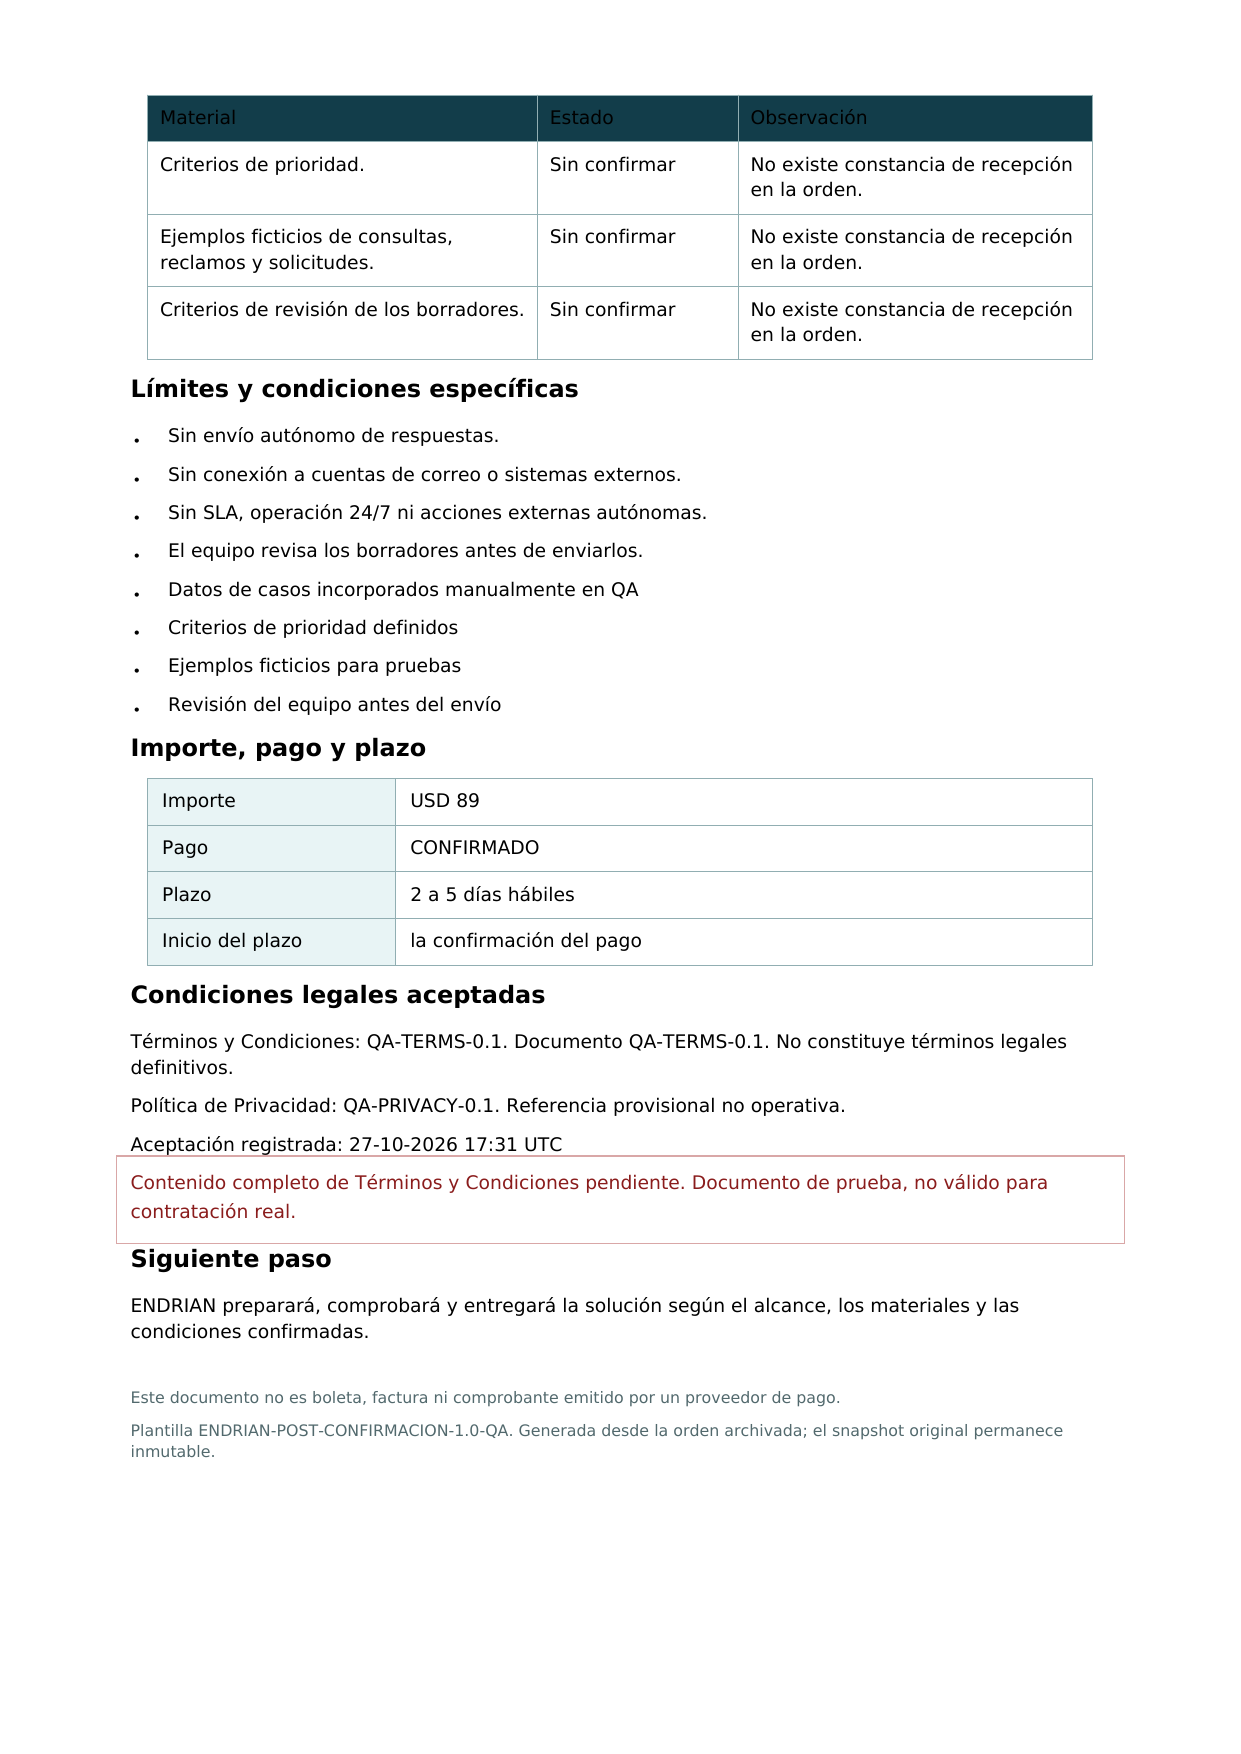 Material Estado Observación
Criterios de prioridad. Sin confirmar No existe constancia de recepción
en la orden.
Ejemplos ficticios de consultas, Sin confirmar No existe constancia de recepción
reclamos y solicitudes. en la orden.
Criterios de revisión de los borradores. Sin confirmar No existe constancia de recepción
en la orden.
Límites y condiciones específicas
• Sin envío autónomo de respuestas.
• Sin conexión a cuentas de correo o sistemas externos.
• Sin SLA, operación 24/7 ni acciones externas autónomas.
• El equipo revisa los borradores antes de enviarlos.
• Datos de casos incorporados manualmente en QA
• Criterios de prioridad definidos
• Ejemplos ficticios para pruebas
• Revisión del equipo antes del envío
Importe, pago y plazo
Importe USD 89
Pago CONFIRMADO
Plazo 2 a 5 días hábiles
Inicio del plazo la confirmación del pago
Condiciones legales aceptadas
Términos y Condiciones: QA-TERMS-0.1. Documento QA-TERMS-0.1. No constituye términos legales
definitivos.
Política de Privacidad: QA-PRIVACY-0.1. Referencia provisional no operativa.
Aceptación registrada: 27-10-2026 17:31 UTC
Contenido completo de Términos y Condiciones pendiente. Documento de prueba, no válido para
contratación real.
Siguiente paso
ENDRIAN preparará, comprobará y entregará la solución según el alcance, los materiales y las
condiciones confirmadas.
Este documento no es boleta, factura ni comprobante emitido por un proveedor de pago.
Plantilla ENDRIAN-POST-CONFIRMACION-1.0-QA. Generada desde la orden archivada; el snapshot original permanece
inmutable.